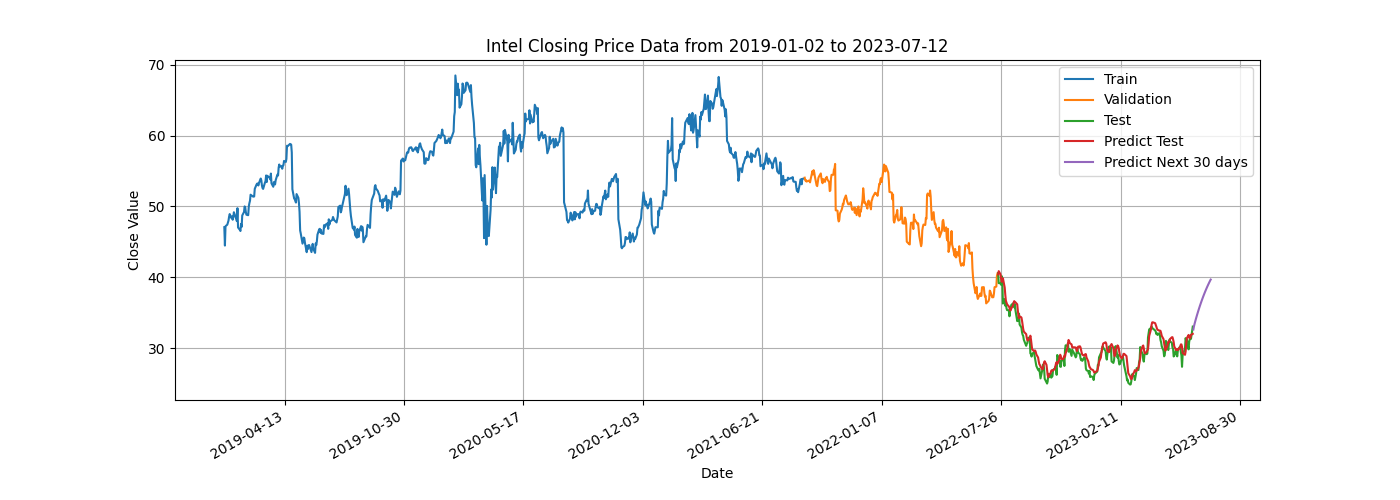 Intel Closing Price Data from 2019-01-02 to 2023-07-12
70
60
50
40
30
Close Value
Train
Validation
Test
Predict Test
Predict Next 30 days
2019-04-13
2019-10-30
2020-05-17
2020-12-03
2021-06-21
2022-01-07
2022-07-26
2023-02-11
2023-08-30
Date